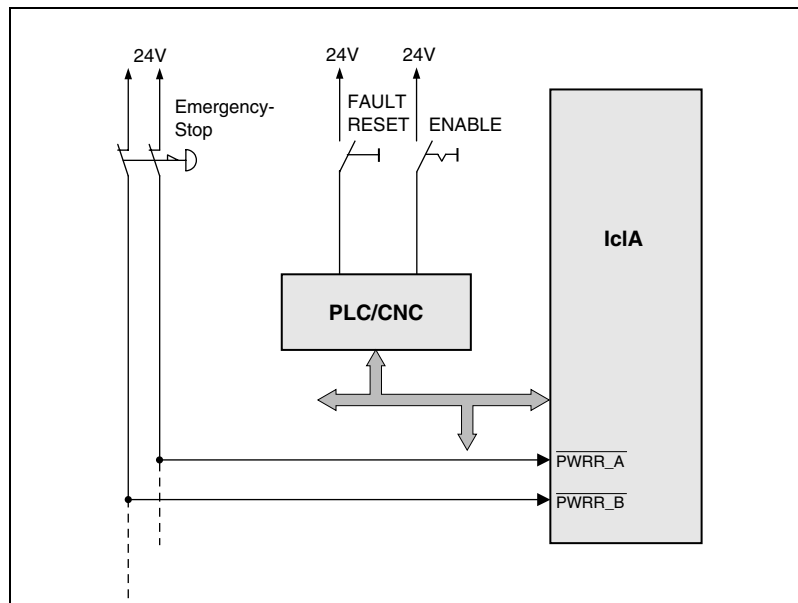 24V
24V
24V
Emergency-
Stop
FAULT
RESET
ENABLE
IclA
PLC/CNC
PWRR_A
PWRR_B